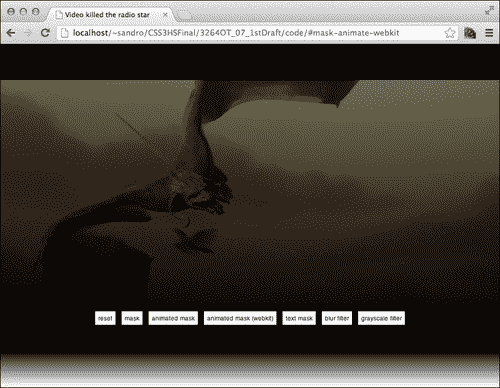 Video killed the radio star
localhost/~sandro/CSS3HSFinal/3264OT_07_1stDraft/code/#mask-animate-webkit
reset mask animated mask animated mask (webkit) text mask blur filter grayscale filter